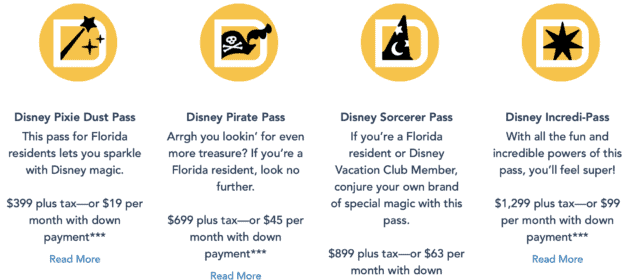 Disney Pixie Dust Pass
This pass for Florida
residents lets you sparkle
with Disney magic.
$399 plus tax—or $19 per
month with down
payment***
Read More
Disney Pirate Pass
Arrgh you lookin’ for even
more treasure? If you’re a
Florida resident, look no
further.
$699 plus tax—or $45 per
month with down
payment***
Read More
Disney Sorcerer Pass
If you’re a Florida
resident or Disney
Vacation Club Member,
conjure your own brand
of special magic with this
pass.
$899 plus tax—or $63 per
month with down
Disney Incredi-Pass
With all the fun and
incredible powers of this
pass, you’ll feel super!
$1,299 plus tax—or $99
per month with down
payment***
Read More